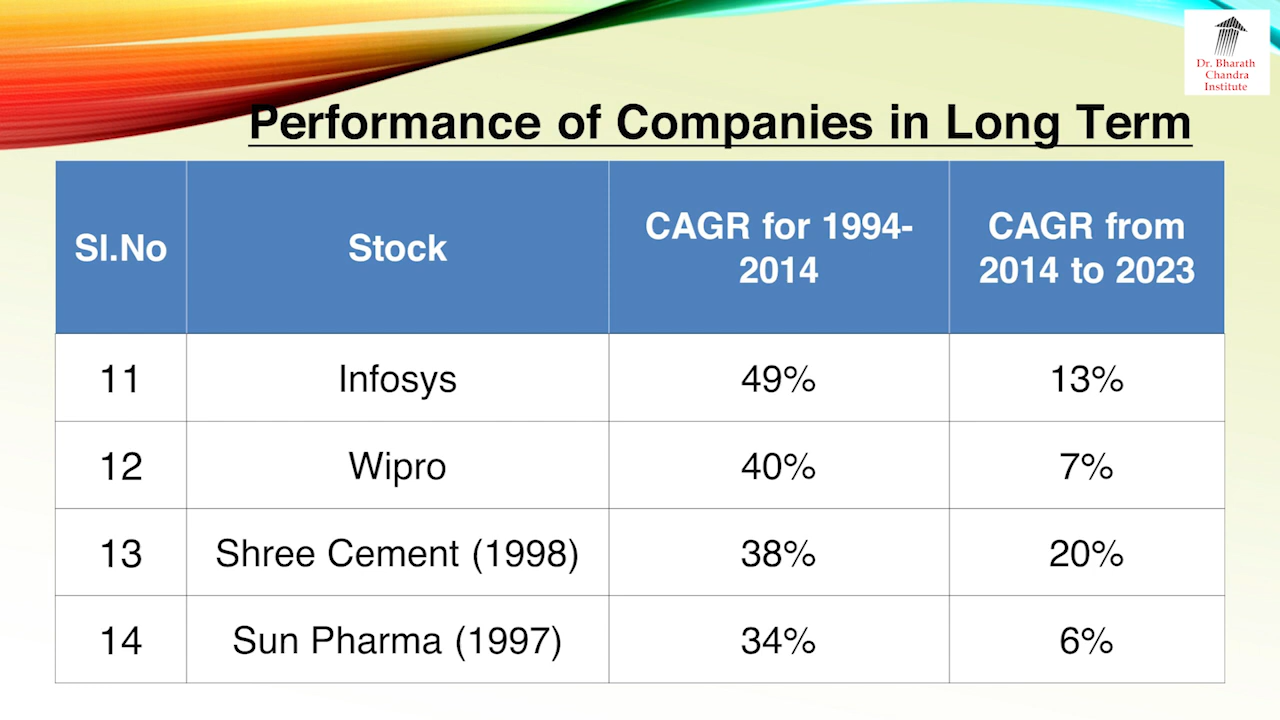 Dr. Bharath
Chandra
Institute
Performance of Companies in Long Term
Sl.No Stock CAGR for 1994-2014 CAGR from 2014 to 2023
11 Infosys 49% 13%
12 Wipro 40% 7%
13 Shree Cement (1998) 38% 20%
14 Sun Pharma (1997) 34% 6%